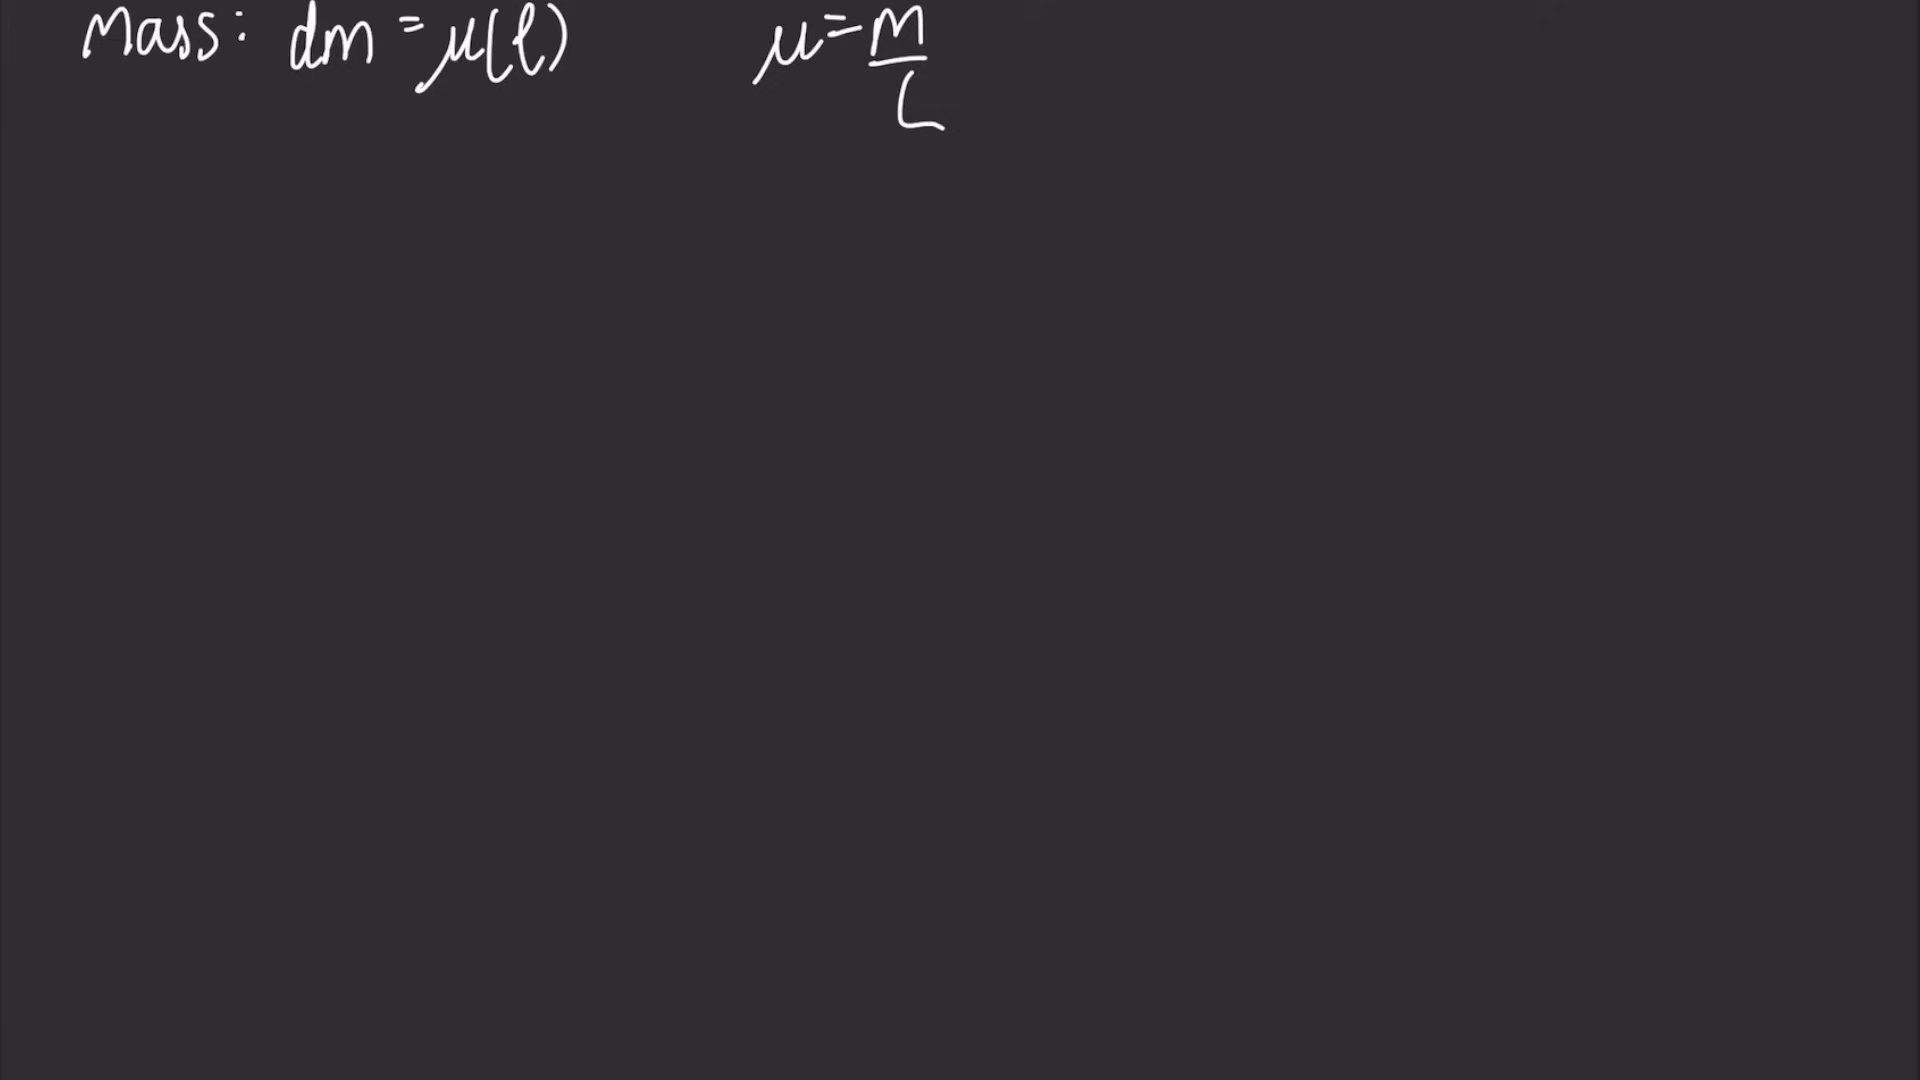 Mass: dm = μ(l) μ = m/L